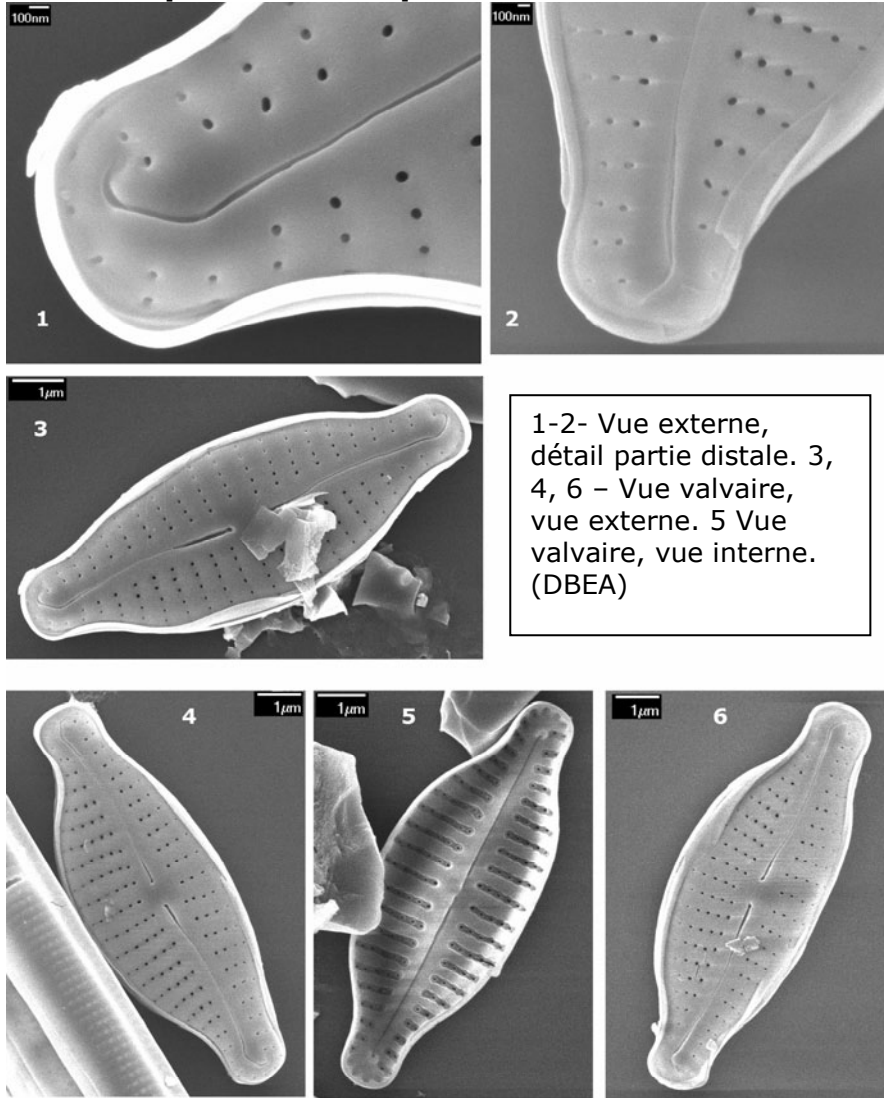 100nm
1
100nm
2
1µm
3
1-2- Vue externe,
détail partie distale. 3,
4, 6 – Vue valvaire,
vue externe. 5 Vue
valvaire, vue interne.
(DBEA)
4
1µm
5
1µm
1µm
6